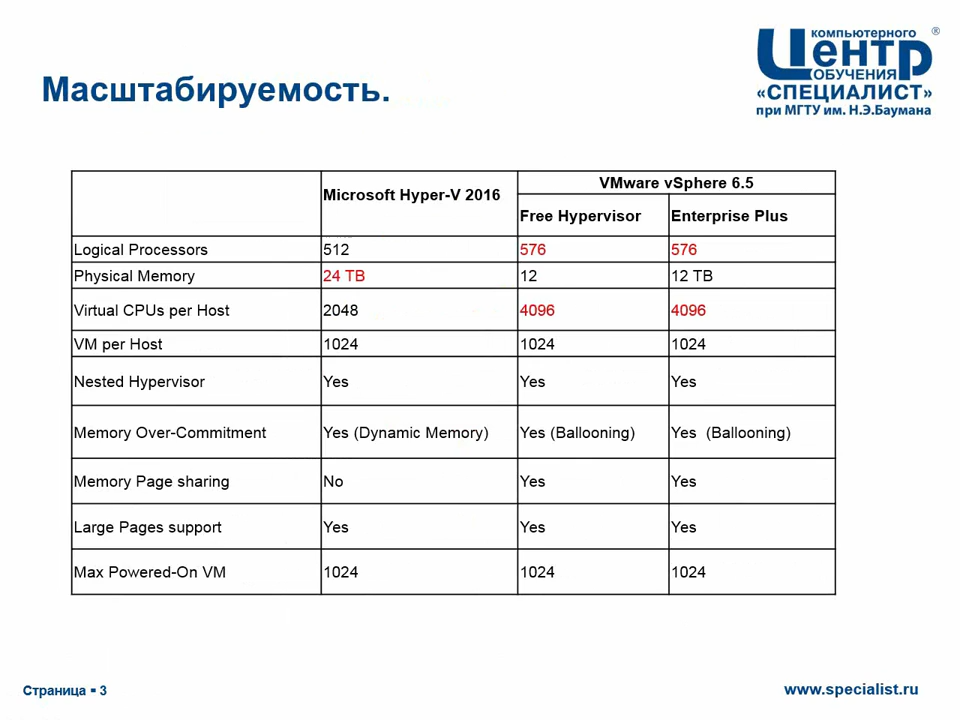 компьютерного
Центр®
ОБУЧЕНИЯ
«СПЕЦИАЛИСТ»
при МГТУ им. Н.Э.Баумана
Масштабируемость.
Microsoft Hyper-V 2016 VMware vSphere 6.5
Free Hypervisor Enterprise Plus
Logical Processors 512 576 576
Physical Memory 24 TB 12 12 TB
Virtual CPUs per Host 2048 4096 4096
VM per Host 1024 1024 1024
Nested Hypervisor Yes Yes Yes
Memory Over-Commitment Yes (Dynamic Memory) Yes (Ballooning) Yes (Ballooning)
Memory Page sharing No Yes Yes
Large Pages support Yes Yes Yes
Max Powered-On VM 1024 1024 1024
Страница ▪ 3
www.specialist.ru